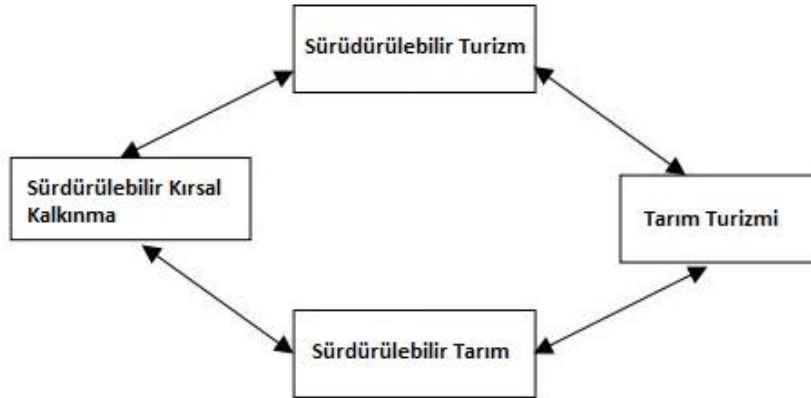 Sürüdürülebilir Turizm
Sürdürülebilir Kırsal
Kalkınma
Tarım Turizmi
Sürdürülebilir Tarım